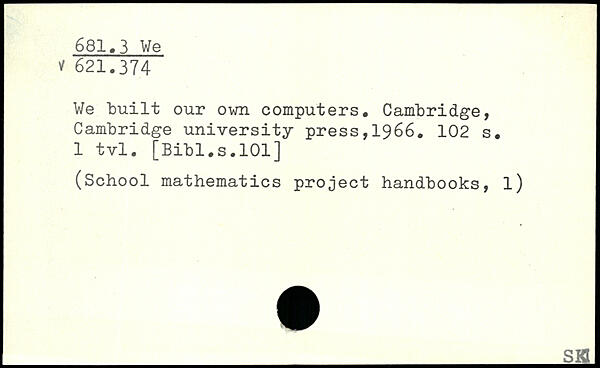 681.3 We
v 621.374
We built our own computers. Cambridge,
Cambridge university press,1966. 102 s.
1 tvl. [Bibl.s.101]
(School mathematics project handbooks, 1)